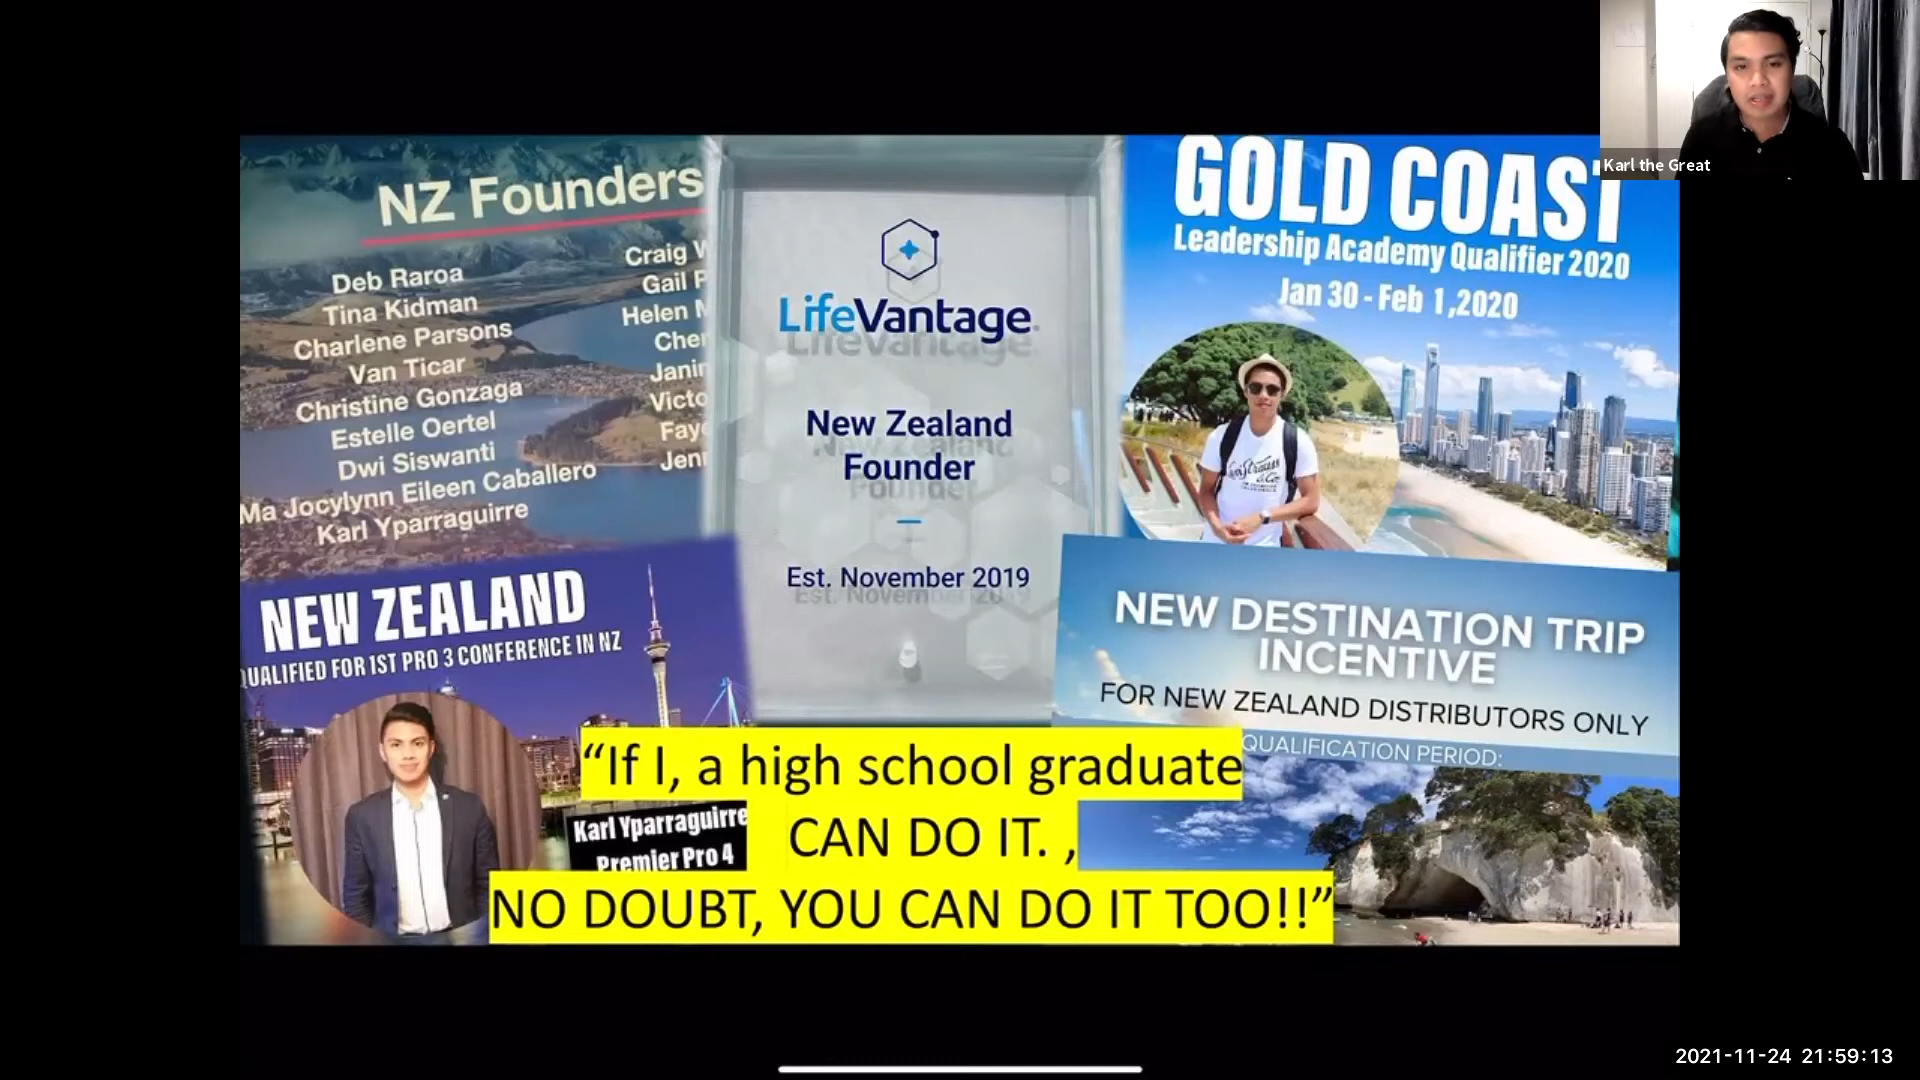 Karl the Great
NZ Founders
Deb Raroa
Tina Kidman
Charlene Parsons
Van Ticar
Christine Gonzaga
Estelle Oertel
Dwi Siswanti
Ma Jocylynn Eileen Caballero
Karl Yparraguirre
Craig
Gail
Helen
LifeVantage
New Zealand
Founder
Est. November 2019
GOLD COAST
Leadership Academy Qualifier 2020
Jan 30 - Feb 1,2020
NEW ZEALAND
QUALIFIED FOR 1ST PRO 3 CONFERENCE IN NZ
Karl Yparraguirre
Premier Pro 4
NEW DESTINATION TRIP
INCENTIVE
FOR NEW ZEALAND DISTRIBUTORS ONLY
QUALIFICATION PERIOD:
“If I, a high school graduate
CAN DO IT. ,
NO DOUBT, YOU CAN DO IT TOO!!”
2021-11-24 21:59:13